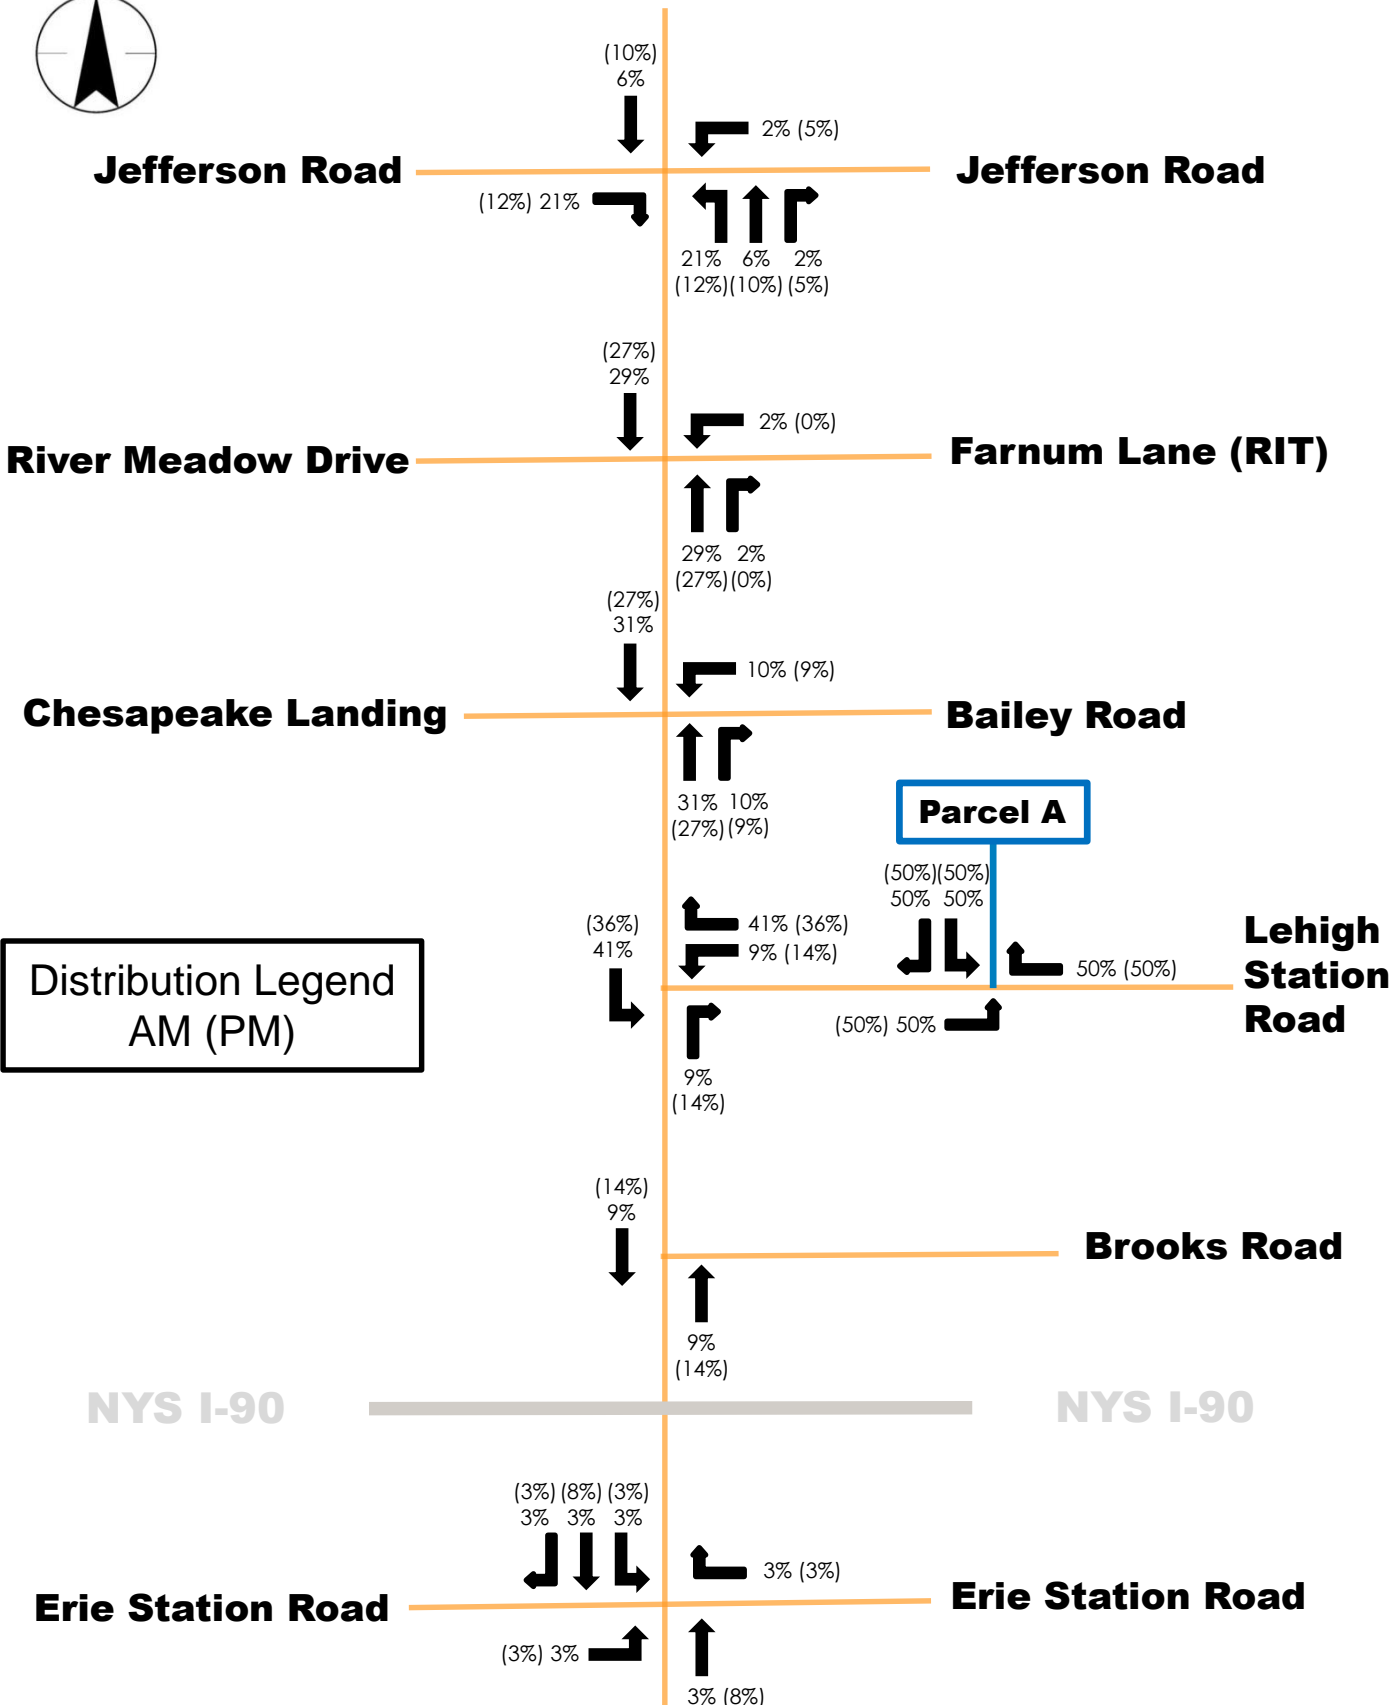 (10%)
6%
2% (5%)
Jefferson Road
Jefferson Road
(12%) 21%
21% 6% 2%
(12%) (10%) (5%)
(27%)
29%
2% (0%)
River Meadow Drive
Farnum Lane (RIT)
29% 2%
(27%) (0%)
(27%)
31%
10% (9%)
Chesapeake Landing
Bailey Road
31% 10%
(27%) (9%)
Parcel A
(50%) (50%)
50% 50%
(36%)
41%
41% (36%)
9% (14%)
Lehigh
Station
Road
50% (50%)
(50%) 50%
Distribution Legend
AM (PM)
9%
(14%)
(14%)
9%
Brooks Road
9%
(14%)
NYS I-90
NYS I-90
(3%) (8%) (3%)
3% 3% 3%
3% (3%)
Erie Station Road
Erie Station Road
(3%) 3%
3% (8%)